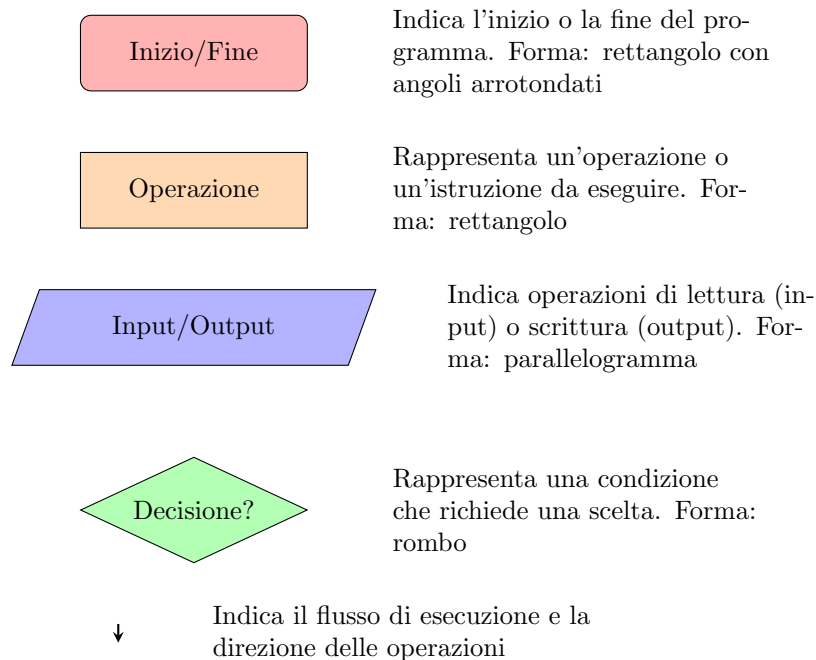 Inizio/Fine
Indica l'inizio o la fine del pro-
gramma. Forma: rettangolo con
angoli arrotondati
Operazione
Rappresenta un'operazione o
un'istruzione da eseguire. For-
ma: rettangolo
Input/Output
Indica operazioni di lettura (in-
put) o scrittura (output). For-
ma: parallelogramma
Decisione?
Rappresenta una condizione
che richiede una scelta. Forma:
rombo
Indica il flusso di esecuzione e la
direzione delle operazioni